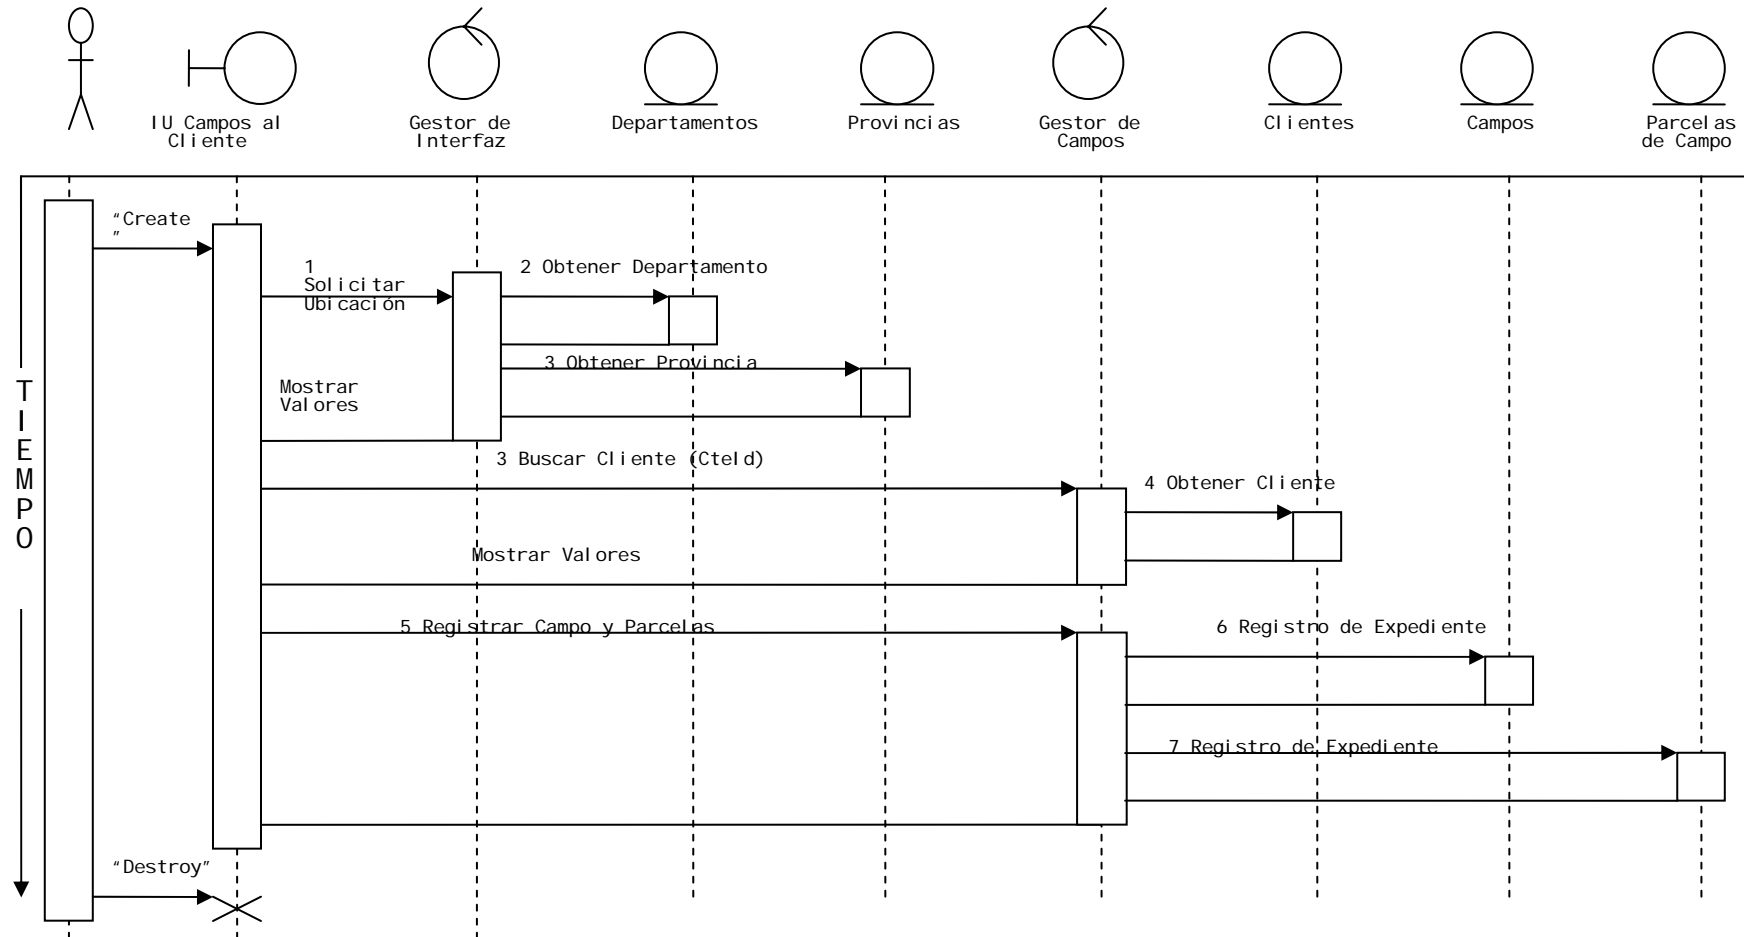 IU Campos al
Cliente
Gestor de
Interfaz
Departamentos
Provincias
Gestor de
Campos
Clientes
Campos
Parcelas
de Campo
“Create
”
1
Solicitar
Ubicación
2 Obtener Departamento
3 Obtener Provincia
Mostrar
Valores
TIEMPO
3 Buscar Cliente (CteId)
4 Obtener Cliente
Mostrar Valores
5 Registrar Campo y Parcelas
6 Registro de Expediente
7 Registro de Expediente
“Destroy”